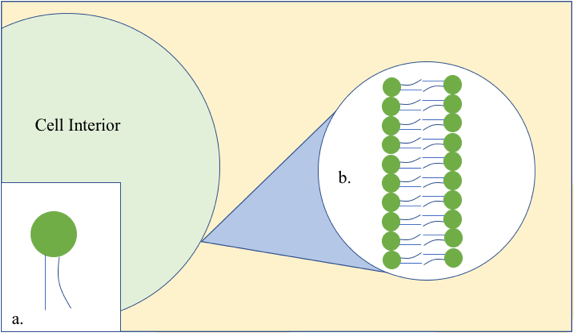 Cell Interior
b.
a.